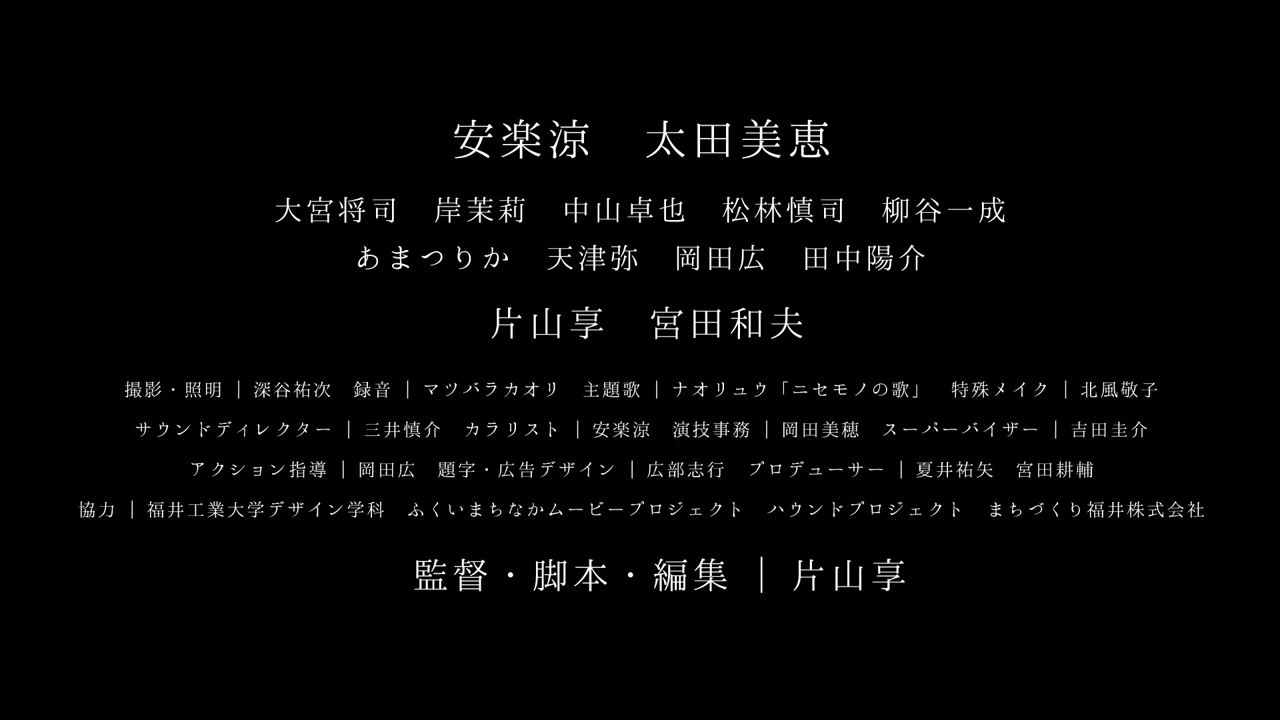 安楽涼　太田美恵
大宮将司　岸茉莉　中山卓也　松林慎司　柳谷一成
あまつりか　天津弥　岡田広　田中陽介
片山享　宮田和夫
撮影・照明｜深谷祐次　録音｜マツバラカオリ　主題歌｜ナオリュウ「ニセモノの歌」　特殊メイク｜北風敬子
サウンドディレクター｜三井慎介　カラリスト｜安楽涼　演技事務｜岡田美穂　スーパーバイザー｜吉田圭介
アクション指導｜岡田広　題字・広告デザイン｜広部志行　プロデューサー｜夏井祐矢　宮田耕輔
協力｜福井工業大学デザイン学科　ふくいまちなかムービープロジェクト　ハウンドプロジェクト　まちづくり福井株式会社
監督・脚本・編集｜片山享